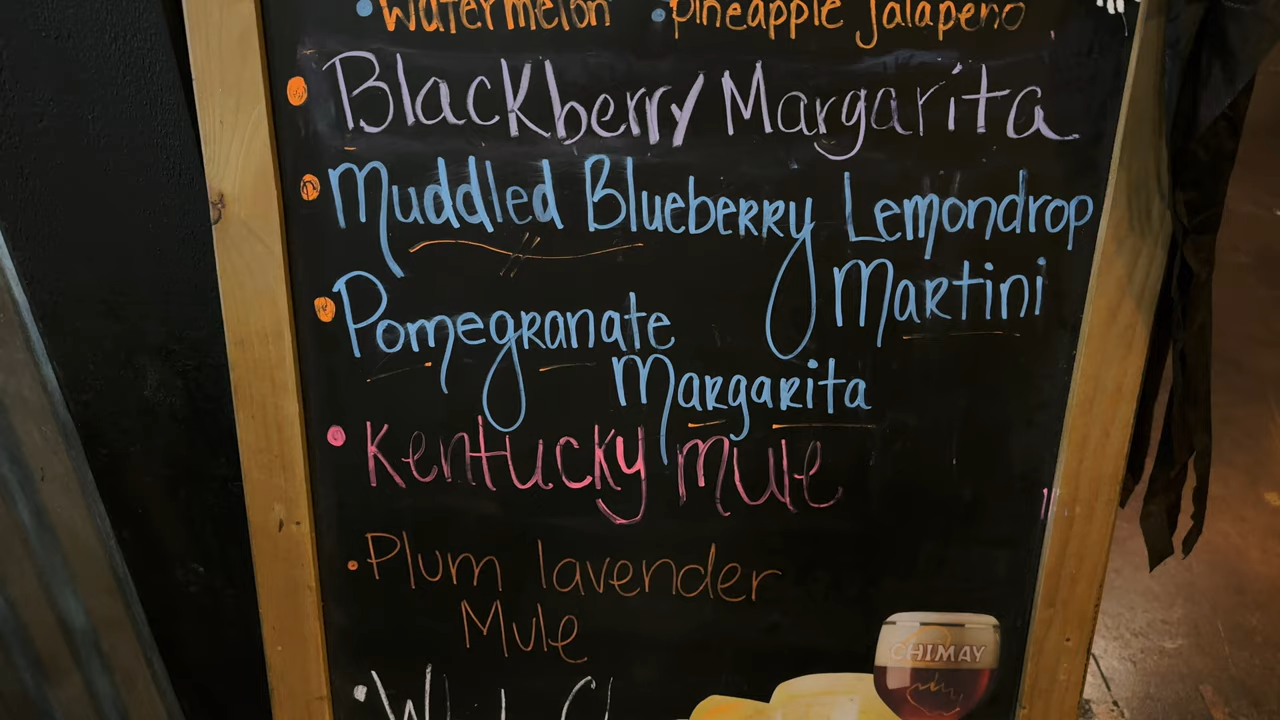 • Watermelon • Pineapple Jalapeno
• Blackberry Margarita
• Muddled Blueberry Lemondrop
Martini
• Pomegranate
Margarita
• Kentucky mule
• Plum lavender
Mule
CHIMAY